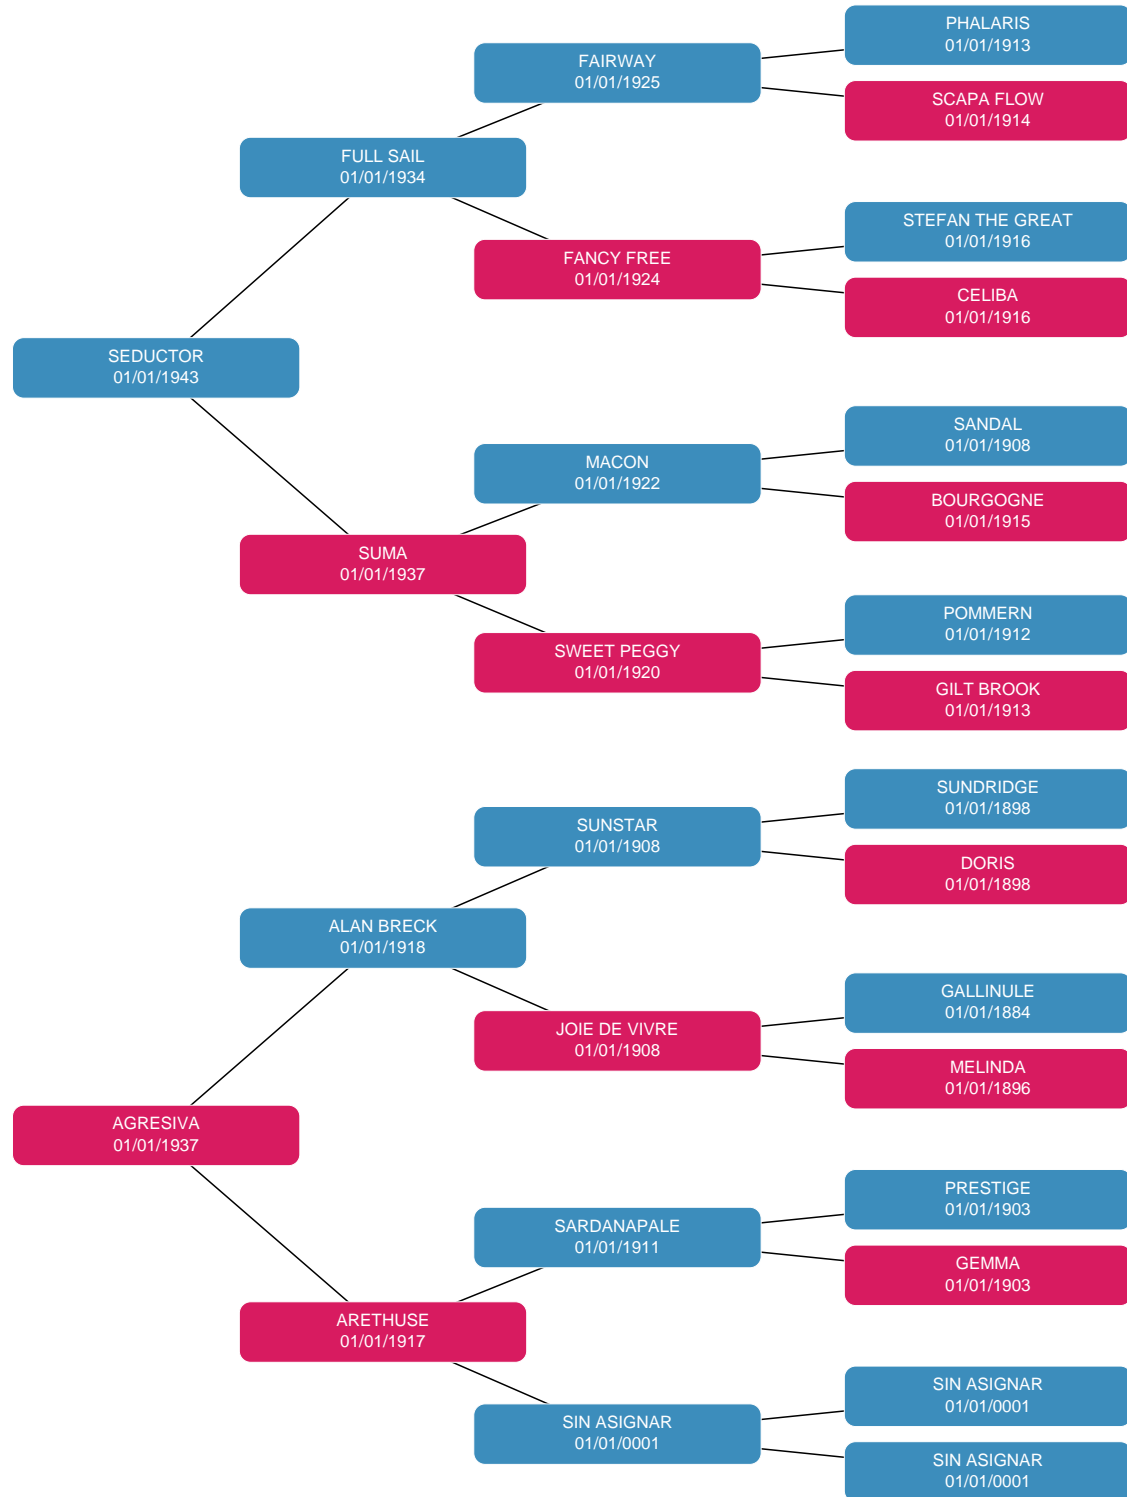 PHALARIS
01/01/1913
FAIRWAY
01/01/1925
SCAPA FLOW
01/01/1914
FULL SAIL
01/01/1934
STEFAN THE GREAT
01/01/1916
FANCY FREE
01/01/1924
CELIBA
01/01/1916
SEDUCTOR
01/01/1943
SANDAL
01/01/1908
MACON
01/01/1922
BOURGOGNE
01/01/1915
SUMA
01/01/1937
POMMERN
01/01/1912
SWEET PEGGY
01/01/1920
GILT BROOK
01/01/1913
SUNDRIDGE
01/01/1898
SUNSTAR
01/01/1908
DORIS
01/01/1898
ALAN BRECK
01/01/1918
GALLINULE
01/01/1884
JOIE DE VIVRE
01/01/1908
MELINDA
01/01/1896
AGRESIVA
01/01/1937
PRESTIGE
01/01/1903
SARDANAPALE
01/01/1911
GEMMA
01/01/1903
ARETHUSE
01/01/1917
SIN ASIGNAR
01/01/0001
SIN ASIGNAR
01/01/0001
SIN ASIGNAR
01/01/0001